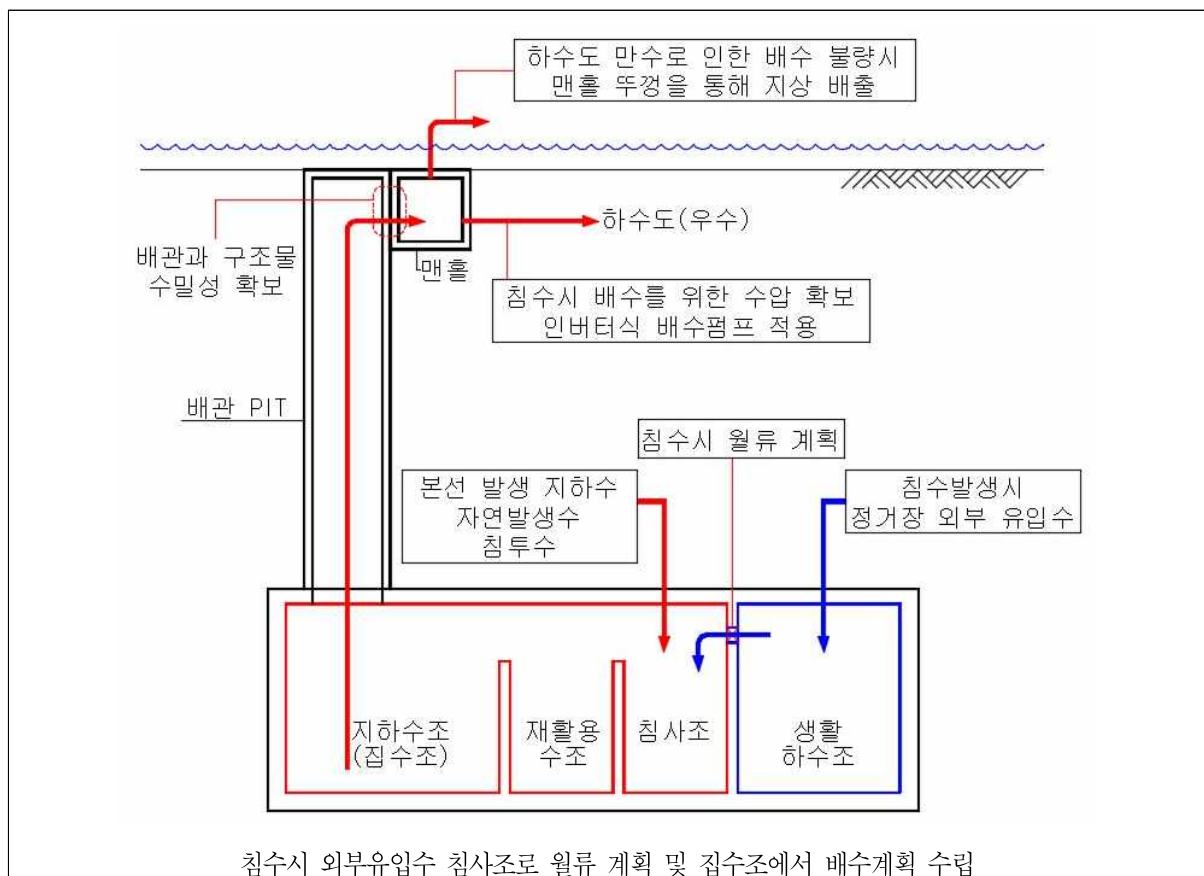 하수도 만수로 인한 배수 불량시
맨홀 뚜껑을 통해 지상 배출
하수도(우수)
배관과 구조물
수밀성 확보
맨홀
침수시 배수를 위한 수압 확보
인버터식 배수펌프 적용
배관 PIT
침수시 월류 계획
본선 발생 지하수
자연발생수
침투수
침수발생시
정거장 외부 유입수
지하수조
(집수조)
재활용
수조
침사조
생활
하수조
침수시 외부유입수 침사조로 월류 계획 및 집수조에서 배수계획 수립